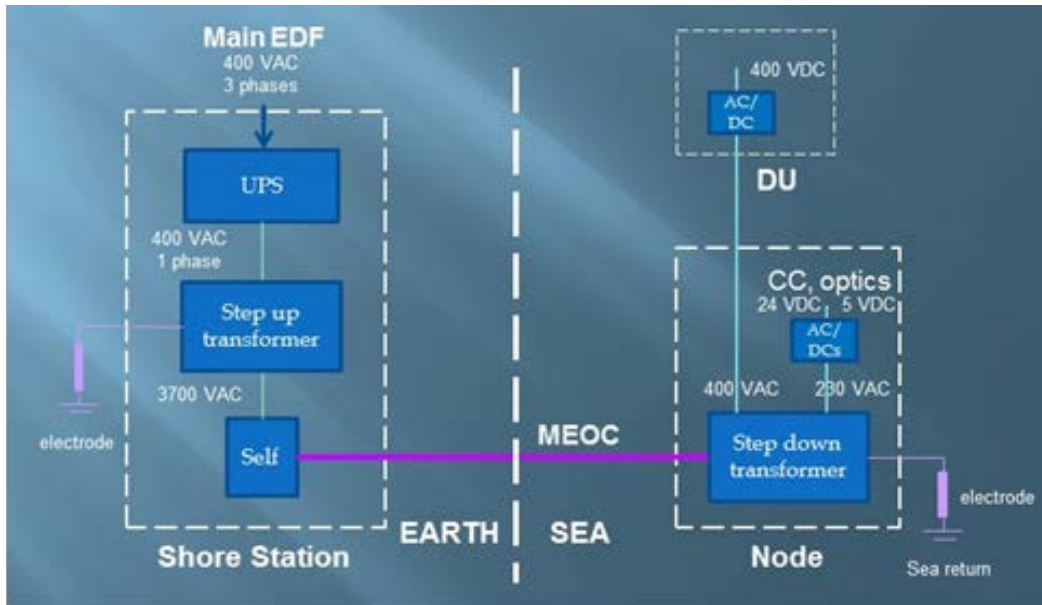 Main EDF
400 VAC
3 phases
UPS
400 VAC
1 phase
Step up
transformer
3700 VAC
electrode
Self
Shore Station
EARTH
SEA
MEOC
400 VDC
AC/
DC
DU
CC, optics
24 VDC 5 VDC
AC/
DCs
400 VAC
230 VAC
Step down
transformer
electrode
Sea return
Node